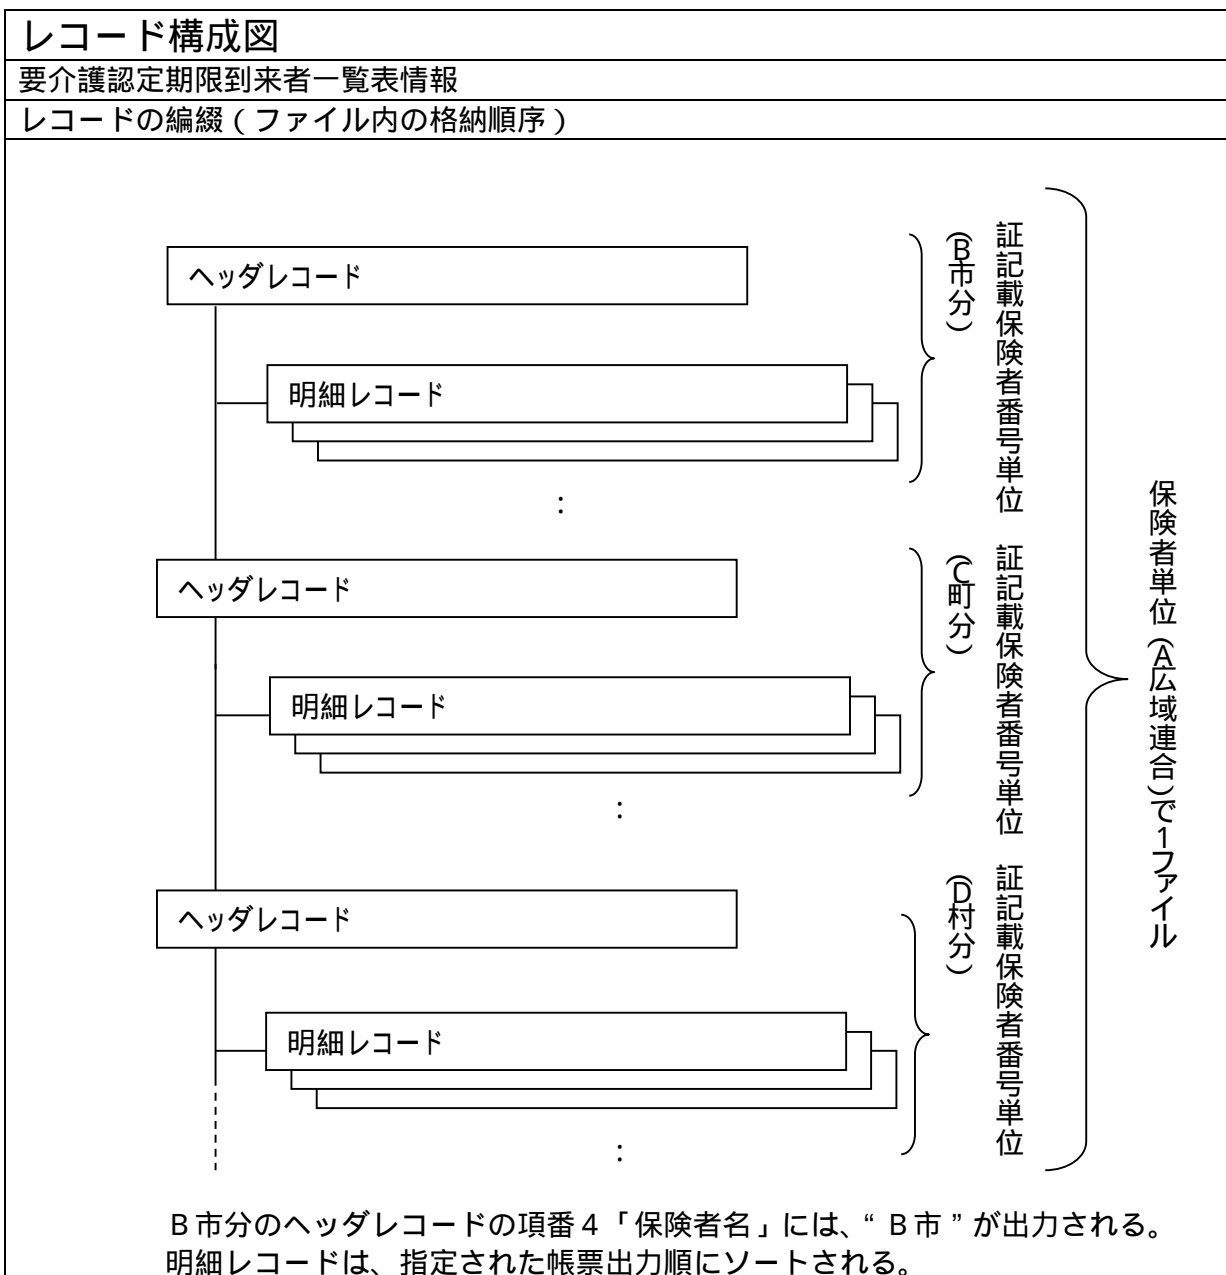 レコード構成図
要介護認定期限到来者一覧表情報
レコードの編綴（ファイル内の格納順序）
ヘッダレコード
明細レコード
：
証記載保険者番号単位
（B市分）
ヘッダレコード
明細レコード
：
証記載保険者番号単位
（C町分）
ヘッダレコード
明細レコード
：
証記載保険者番号単位
（D村分）
保険者単位（A広域連合）で1ファイル
Ｂ市分のヘッダレコードの項番４「保険者名」には、“Ｂ市”が出力される。
明細レコードは、指定された帳票出力順にソートされる。